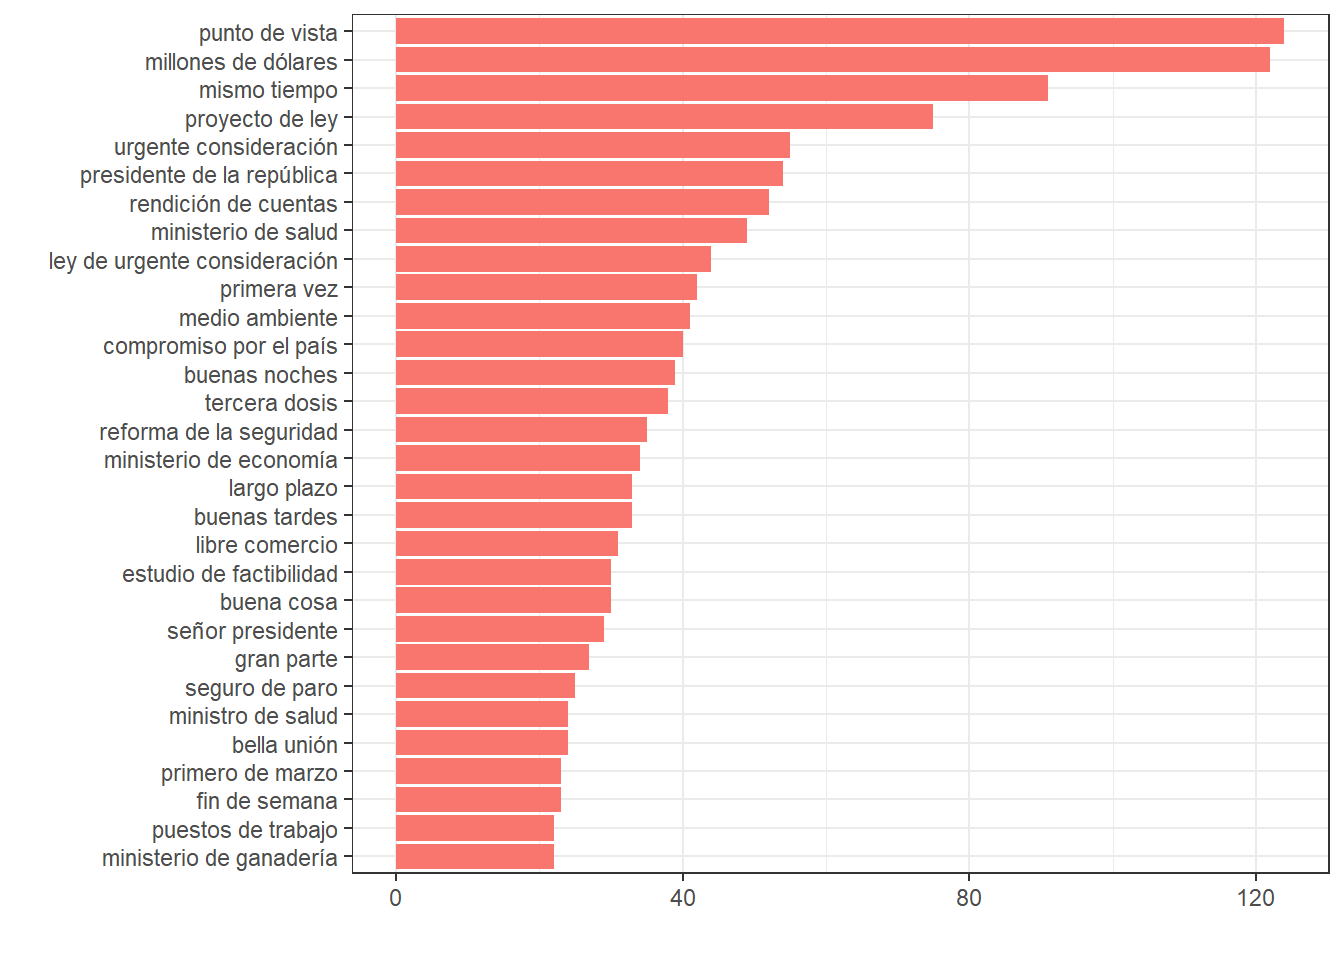 punto de vista
millones de dólares
mismo tiempo
proyecto de ley
urgente consideración
presidente de la república
rendición de cuentas
ministerio de salud
ley de urgente consideración
primera vez
medio ambiente
compromiso por el país
buenas noches
tercera dosis
reforma de la seguridad
ministerio de economía
largo plazo
buenas tardes
libre comercio
estudio de factibilidad
buena cosa
señor presidente
gran parte
seguro de paro
ministro de salud
bella unión
primero de marzo
fin de semana
puestos de trabajo
ministerio de ganadería
0 40 80 120